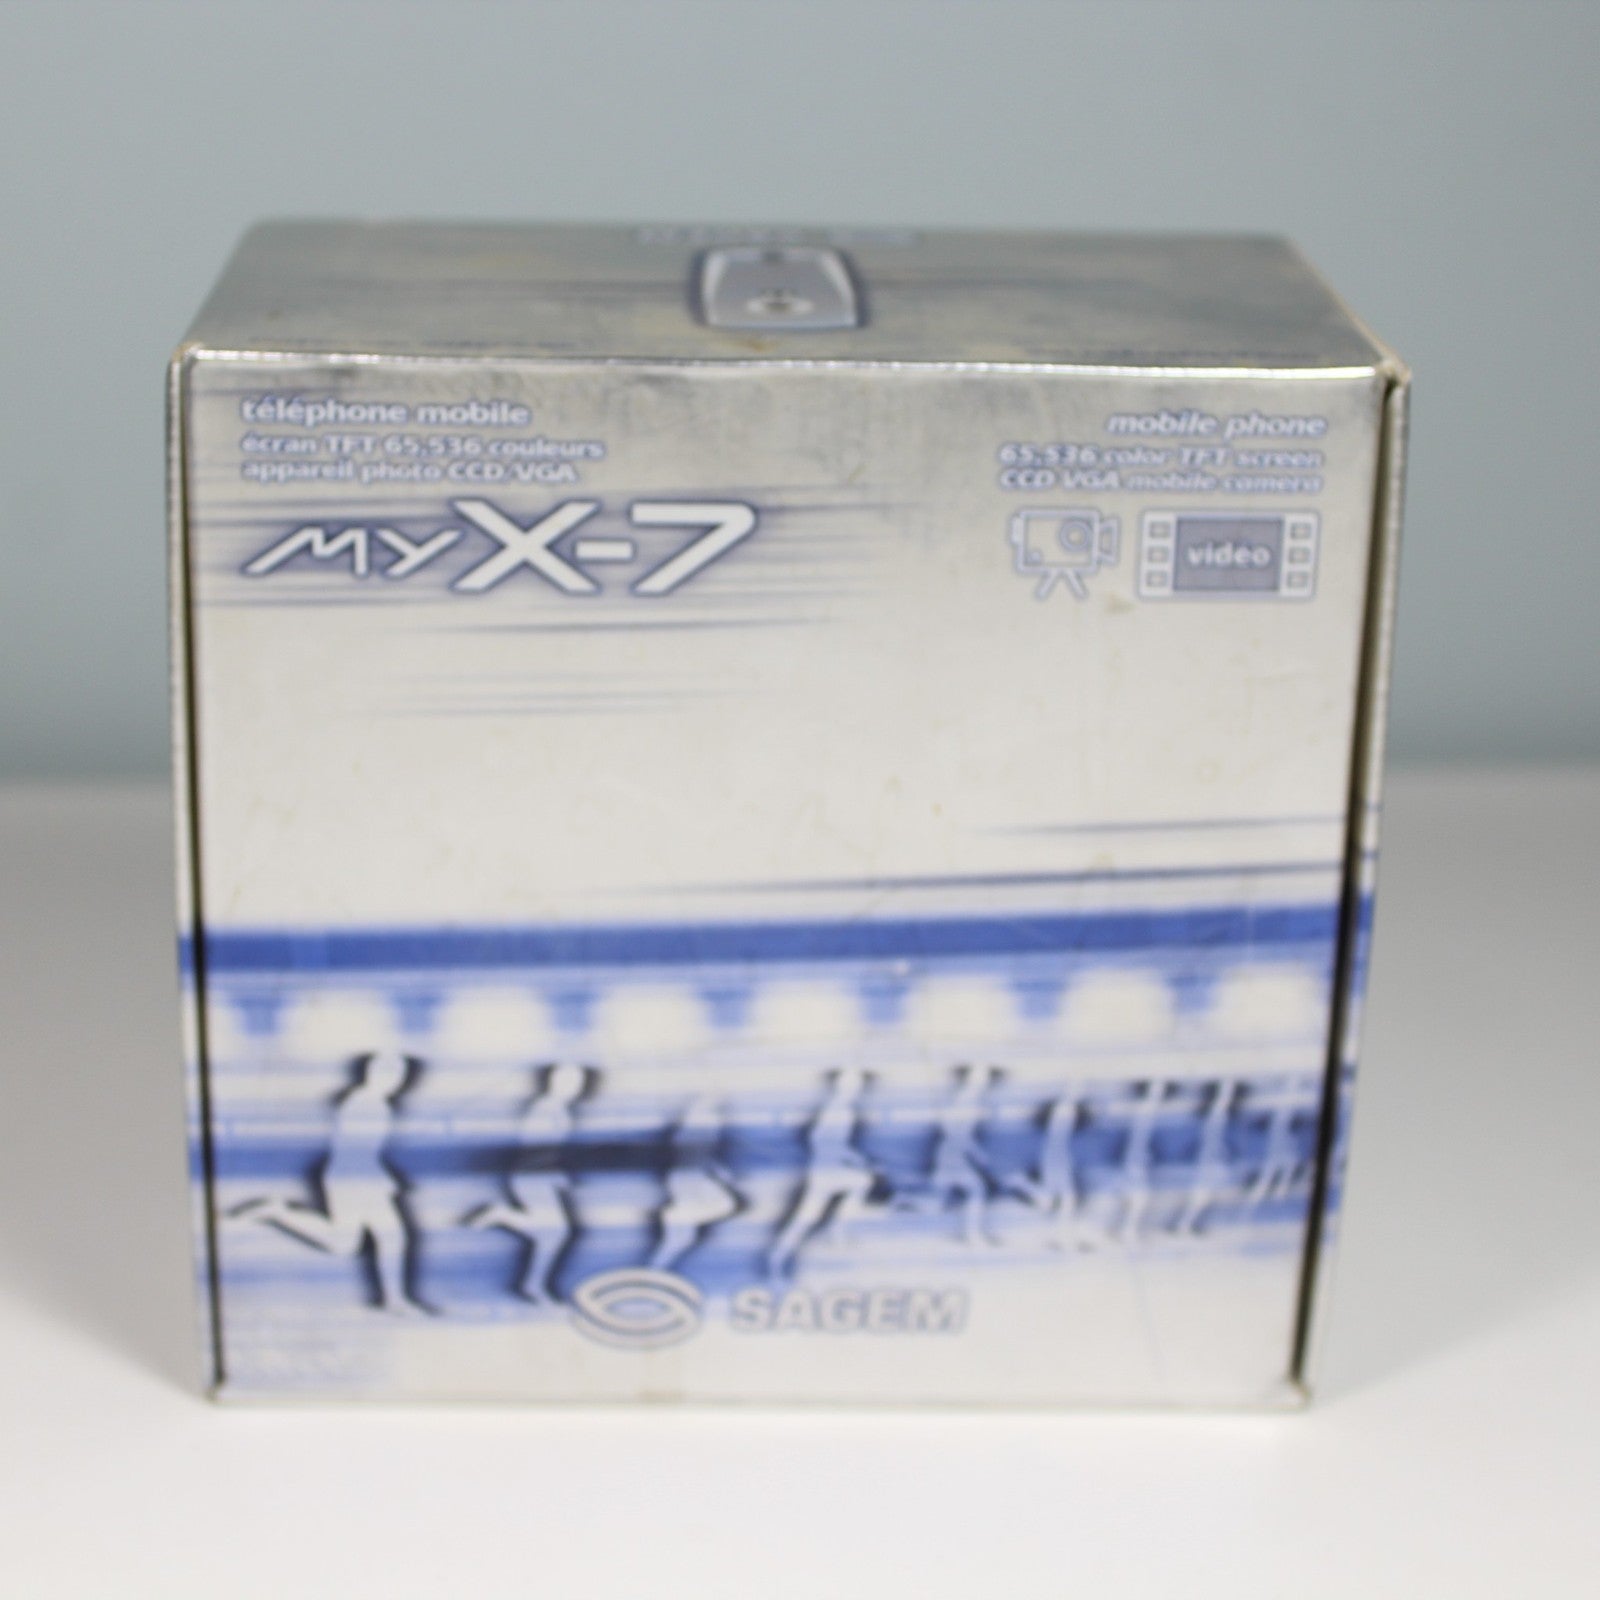 téléphone mobile
écran TFT 65.536 couleurs
appareil photo CCD/VGA
myX-7
mobile phone
65.536 color TFT screen
CCD VGA mobile camera
video
SAGEM